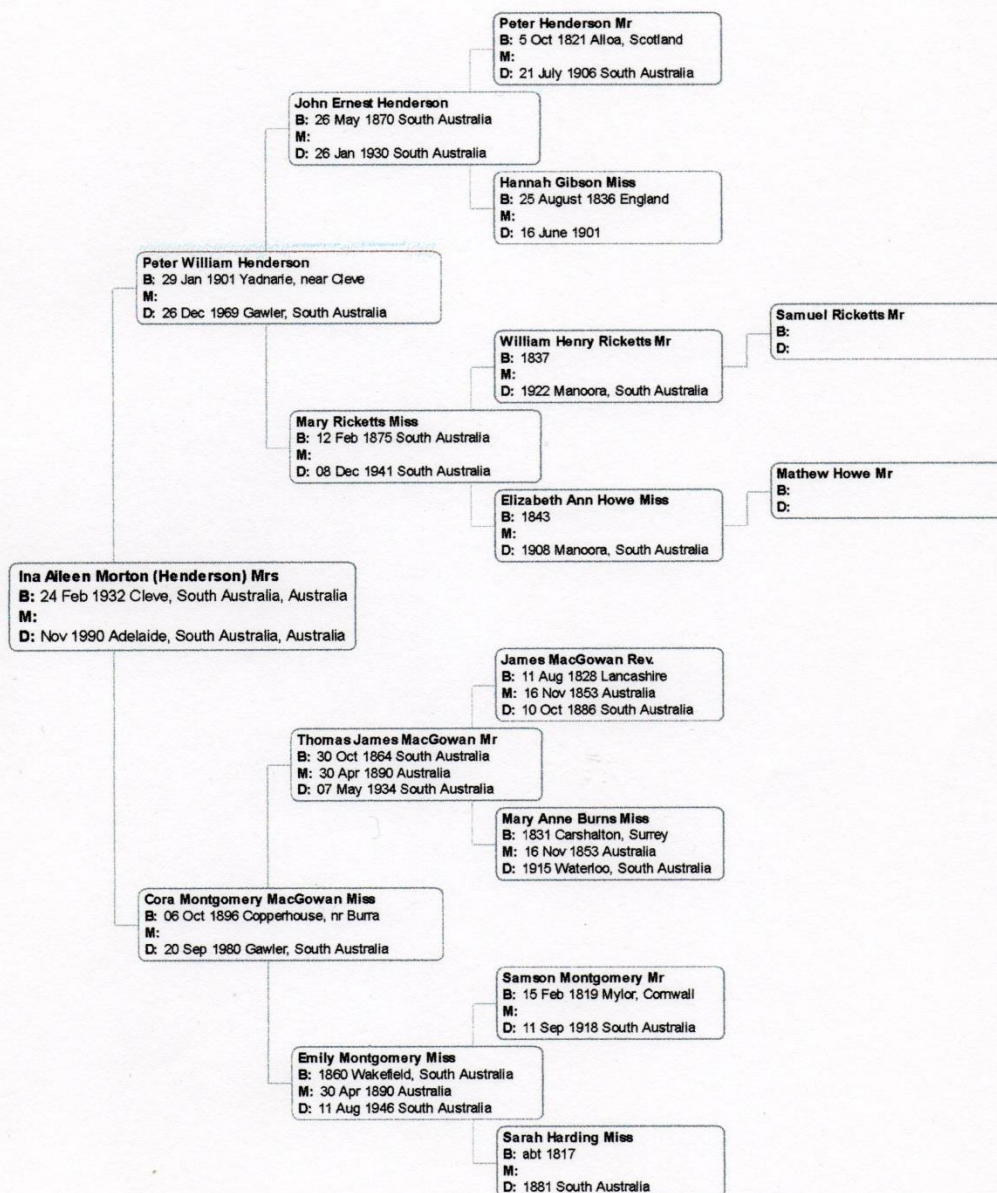 Peter Henderson Mr
B: 5 Oct 1821 Alloa, Scotland
M:
D: 21 July 1906 South Australia
John Ernest Henderson
B: 26 May 1870 South Australia
M:
D: 26 Jan 1930 South Australia
Hannah Gibson Miss
B: 25 August 1836 England
M:
D: 16 June 1901
Peter William Henderson
B: 29 Jan 1901 Yadnarie, near Cleve
M:
D: 26 Dec 1969 Gawler, South Australia
Samuel Ricketts Mr
B:
D:
William Henry Ricketts Mr
B: 1837
M:
D: 1922 Manoora, South Australia
Mary Ricketts Miss
B: 12 Feb 1875 South Australia
M:
D: 08 Dec 1941 South Australia
Mathew Howe Mr
B:
D:
Elizabeth Ann Howe Miss
B: 1843
M:
D: 1908 Manoora, South Australia
Ina Aileen Morton (Henderson) Mrs
B: 24 Feb 1932 Cleve, South Australia, Australia
M:
D: Nov 1990 Adelaide, South Australia, Australia
James MacGowan Rev.
B: 11 Aug 1828 Lancashire
M: 16 Nov 1853 Australia
D: 10 Oct 1886 South Australia
Thomas James MacGowan Mr
B: 30 Oct 1864 South Australia
M: 30 Apr 1890 Australia
D: 07 May 1934 South Australia
Mary Anne Burns Miss
B: 1831 Carshalton, Surrey
M: 16 Nov 1853 Australia
D: 1915 Waterloo, South Australia
Cora Montgomery MacGowan Miss
B: 06 Oct 1896 Copperhouse, nr Burra
M:
D: 20 Sep 1980 Gawler, South Australia
Samson Montgomery Mr
B: 15 Feb 1819 Mylor, Cornwall
M:
D: 11 Sep 1918 South Australia
Emily Montgomery Miss
B: 1860 Wakefield, South Australia
M: 30 Apr 1890 Australia
D: 11 Aug 1946 South Australia
Sarah Harding Miss
B: abt 1817
M:
D: 1881 South Australia